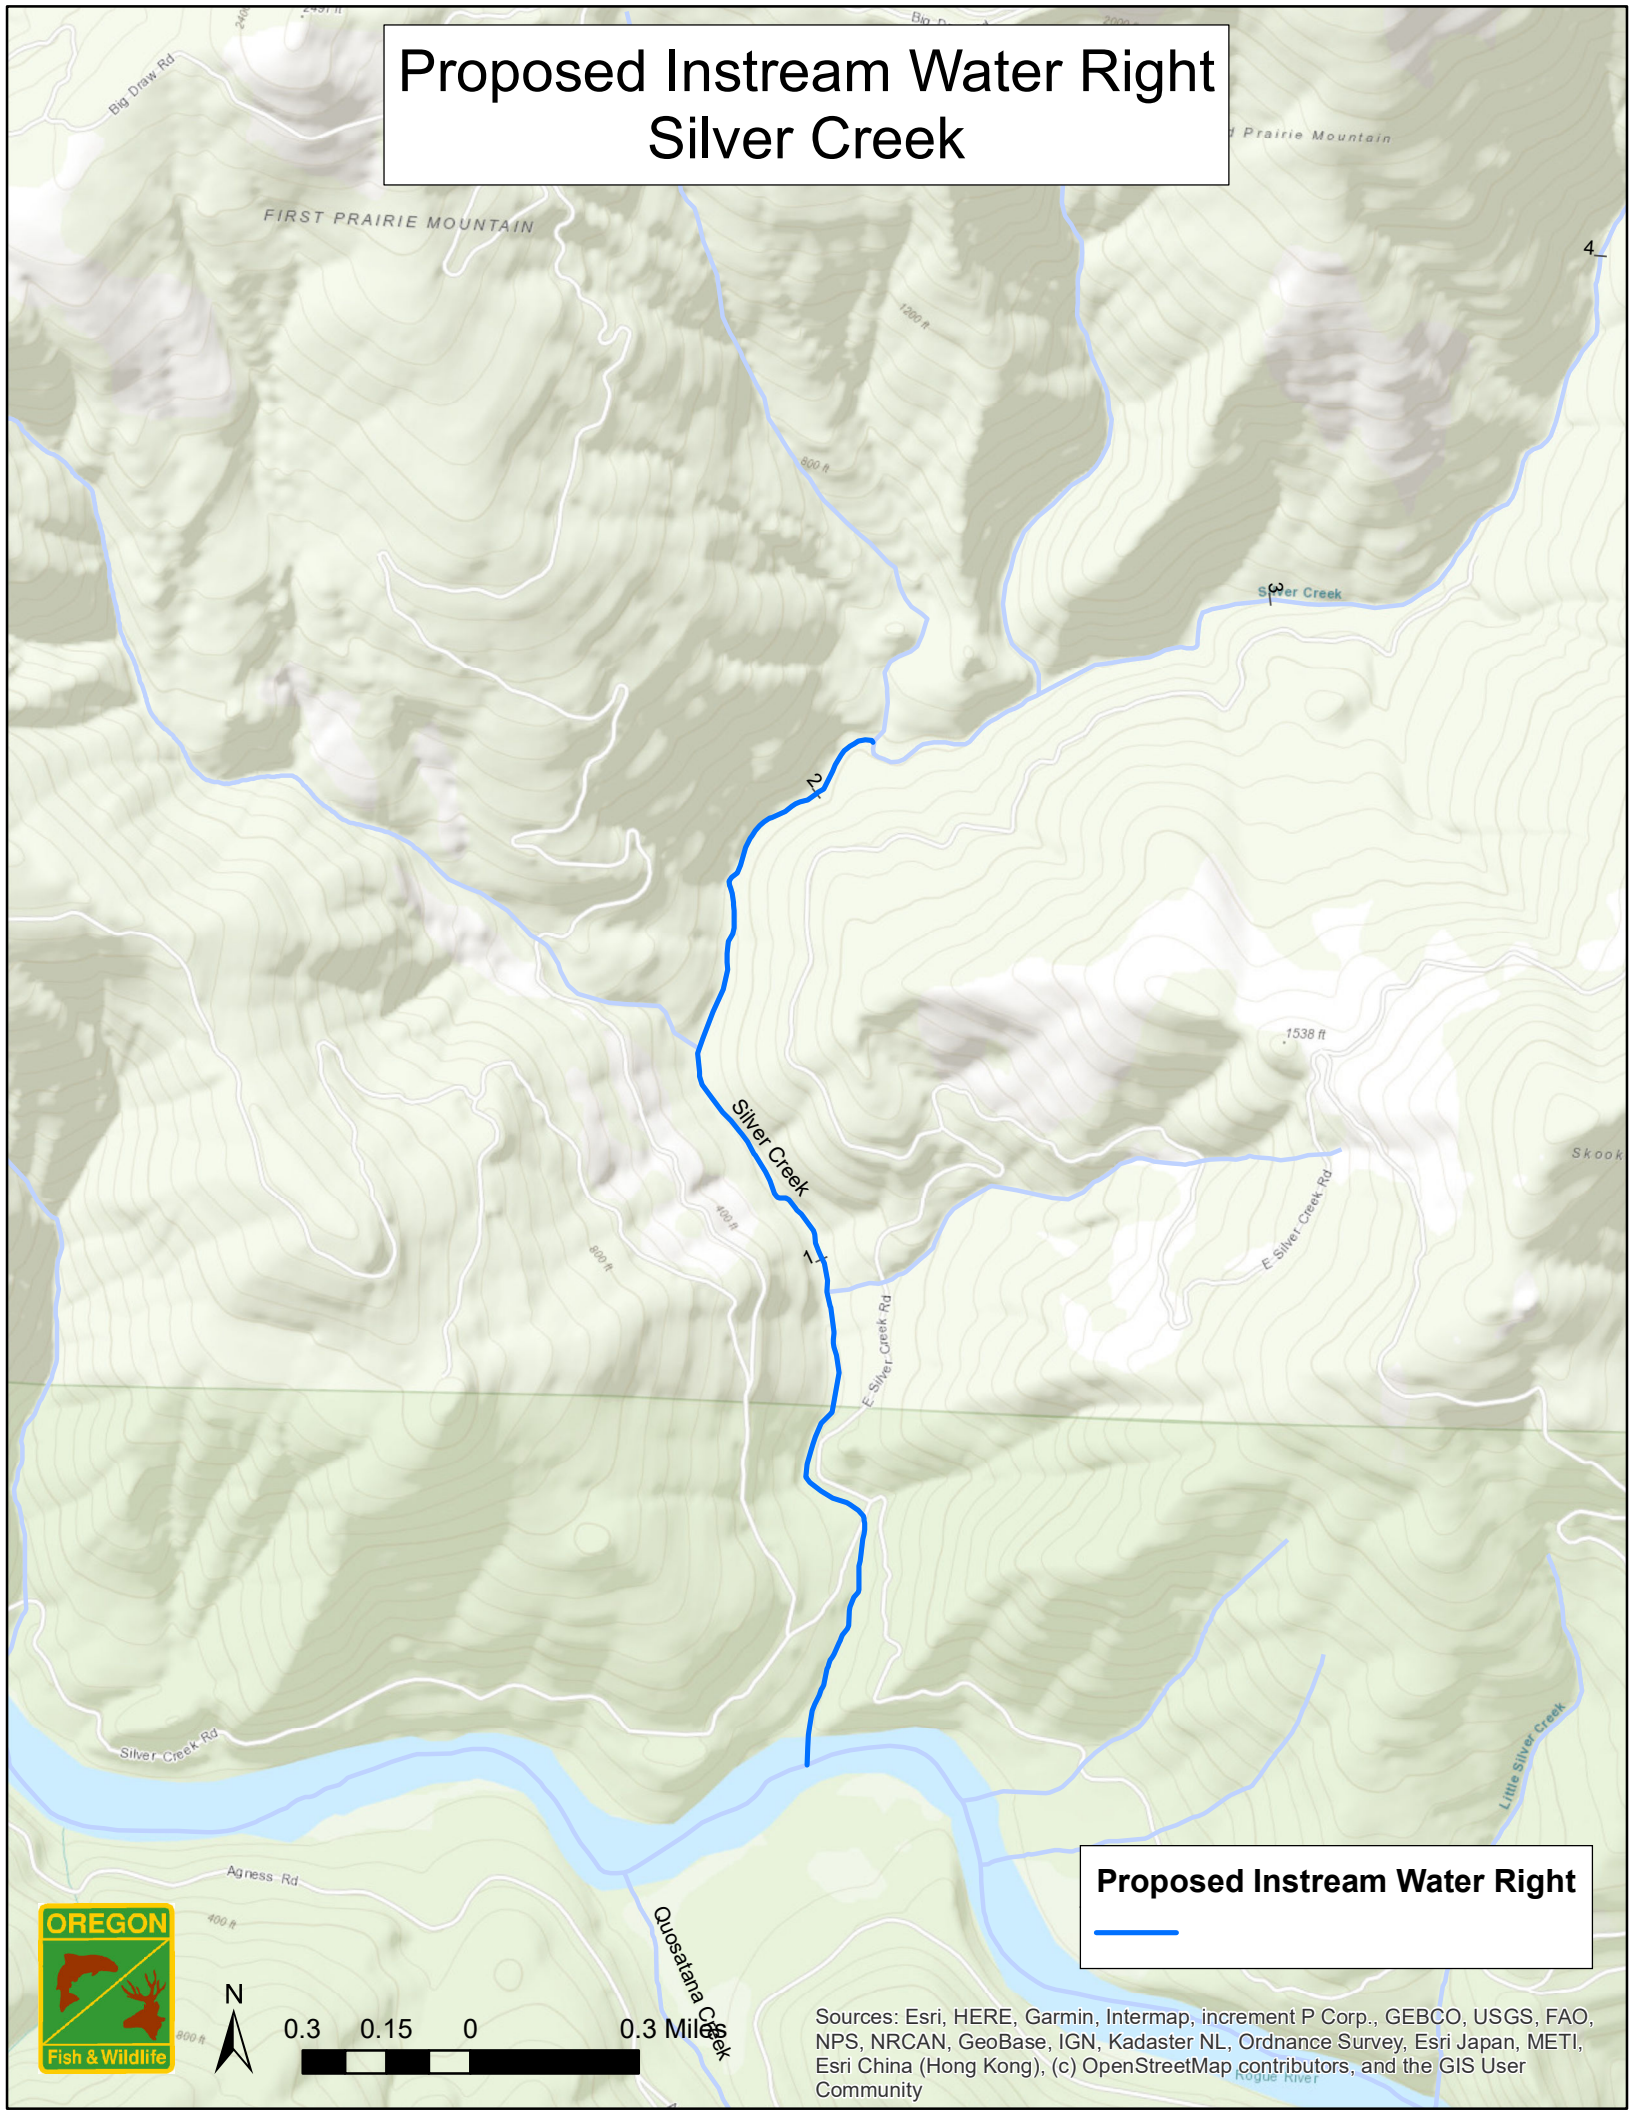 Proposed Instream Water Right
Silver Creek
Big Draw Rd
FIRST PRAIRIE MOUNTAIN
Prairie Mountain
4
1200 ft
800 ft
3
Silver Creek
2
1538 ft
Silver Creek
Skook
400 ft
800 ft
1
E Silver Creek Rd
E Silver Creek Rd
Silver Creek Rd
Little Silver Creek
Agness Rd
400 ft
Quosatana Creek
Proposed Instream Water Right
OREGON
Fish & Wildlife
800 ft
N
0.3 0.15 0 0.3 Miles
Sources: Esri, HERE, Garmin, Intermap, increment P Corp., GEBCO, USGS, FAO,
NPS, NRCAN, GeoBase, IGN, Kadaster NL, Ordnance Survey, Esri Japan, METI,
Esri China (Hong Kong), (c) OpenStreetMap contributors, and the GIS User
Community
Rogue River